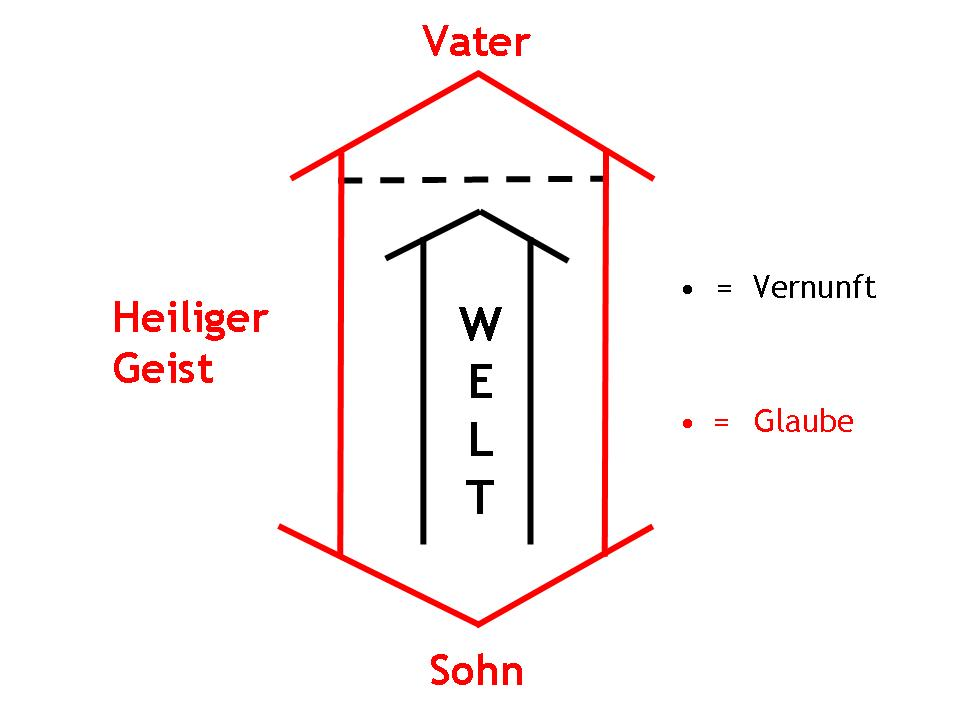 Vater
Heiliger
Geist
W
E
L
T
• = Vernunft
• = Glaube
Sohn